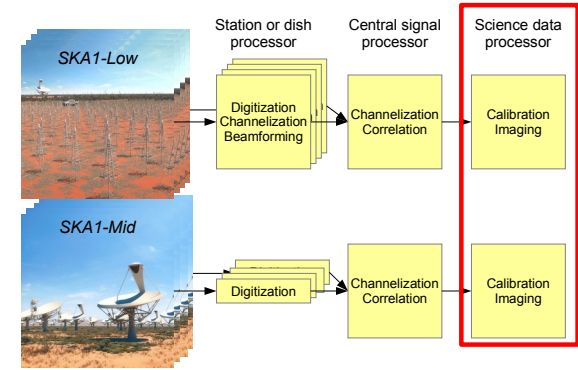 Station or dish
processor
Central signal
processor
Science data
processor
SKA1-Low
Digitization
Channelization
Beamforming
Channelization
Correlation
Calibration
Imaging
SKA1-Mid
Digitization
Channelization
Correlation
Calibration
Imaging